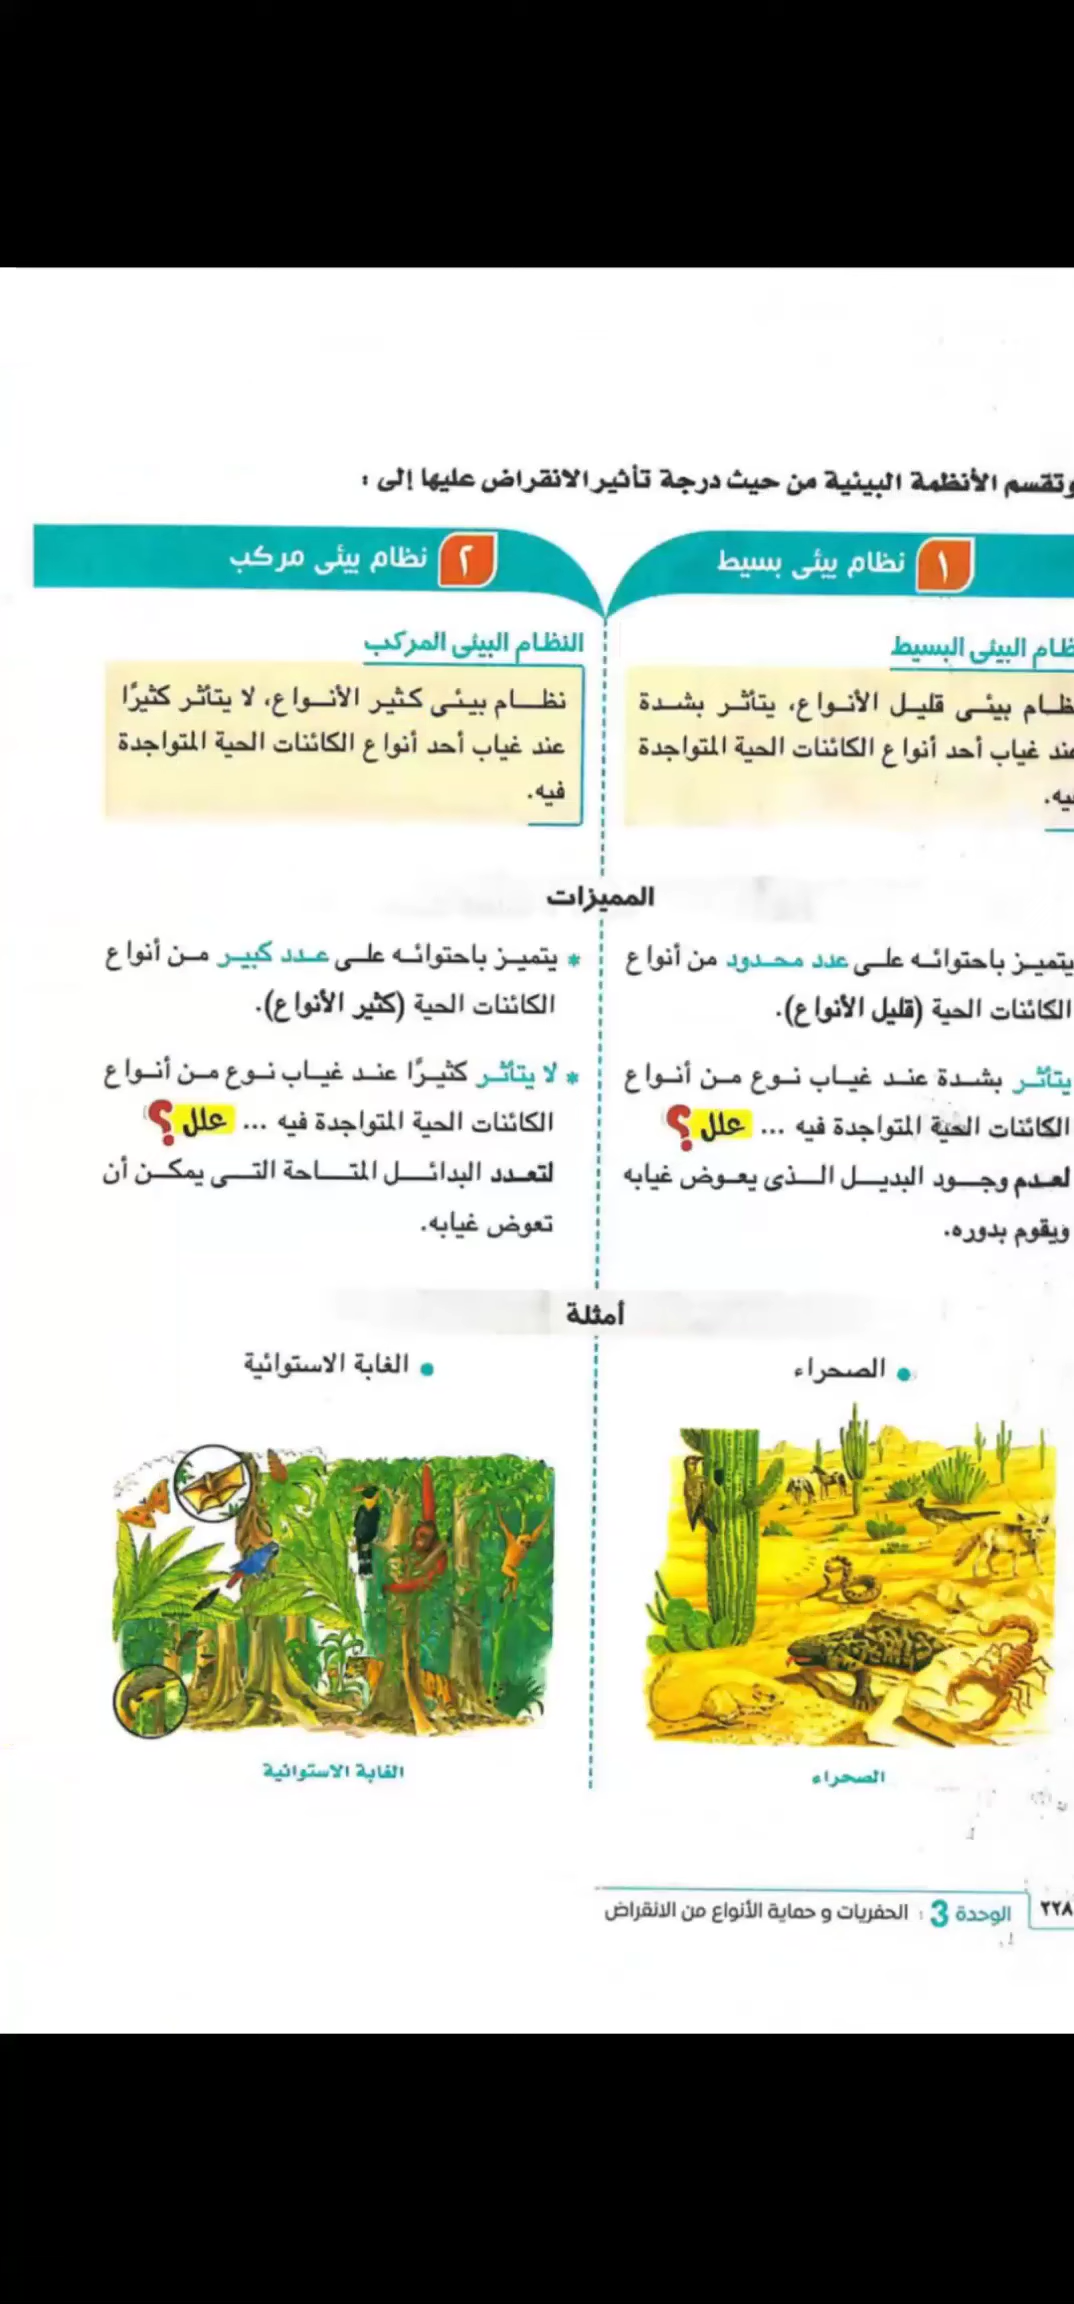 وتقسم الأنظمة البيئية من حيث درجة تأثير الانقراض عليها إلى :
١ نظام بيئى بسيط
البيئى البسيط
بيئى قليل الأنواع، يتأثر بشدة
غياب أحد أنواع الكائنات الحية المتواجدة
المميزات
يتميز باحتوائه على عدد محدود من أنواع
الكائنات الحية (قليل الأنواع).
يتأثر بشدة عند غياب نوع من أنواع
الكائنات الحية المتواجدة فيه ... علل ؟
لعدم وجود البديل الذى يعوض غيابه
ويقوم بدوره.
أمثلة
• الصحراء
الصحراء
٢ نظام بيئى مركب
النظام البيئى المركب
نظام بيئى كثير الأنواع، لا يتأثر كثيرًا
عند غياب أحد أنواع الكائنات الحية المتواجدة
فيه.
* يتميز باحتوائه على عدد كبير من أنواع
الكائنات الحية (كثير الأنواع).
* لا يتأثر كثيرًا عند غياب نوع من أنواع
الكائنات الحية المتواجدة فيه ... علل ؟
لتعدد البدائل المتاحة التى يمكن أن
تعوض غيابه.
• الغابة الاستوائية
الغابة الاستوائية
٢٢٨ الوحدة 3 : الحفريات و حماية الأنواع من الانقراض